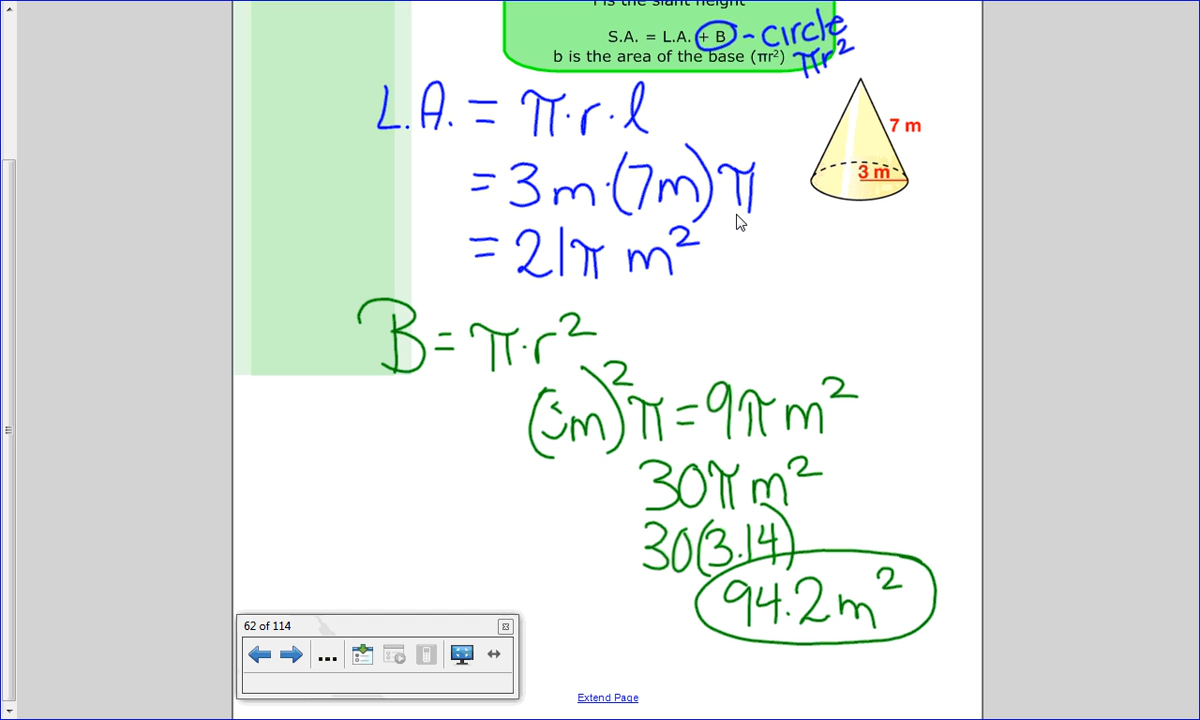 l is the slant height
S.A. = L.A. + B - circle
b is the area of the base (πr²) πr²
L.A. = π·r·l
7 m
= 3m·(7m)π
3 m
= 21π m²
B = π·r²
(3m)²π = 9π m²
30π m²
30(3.14)
94.2 m²
62 of 114
...
Extend Page